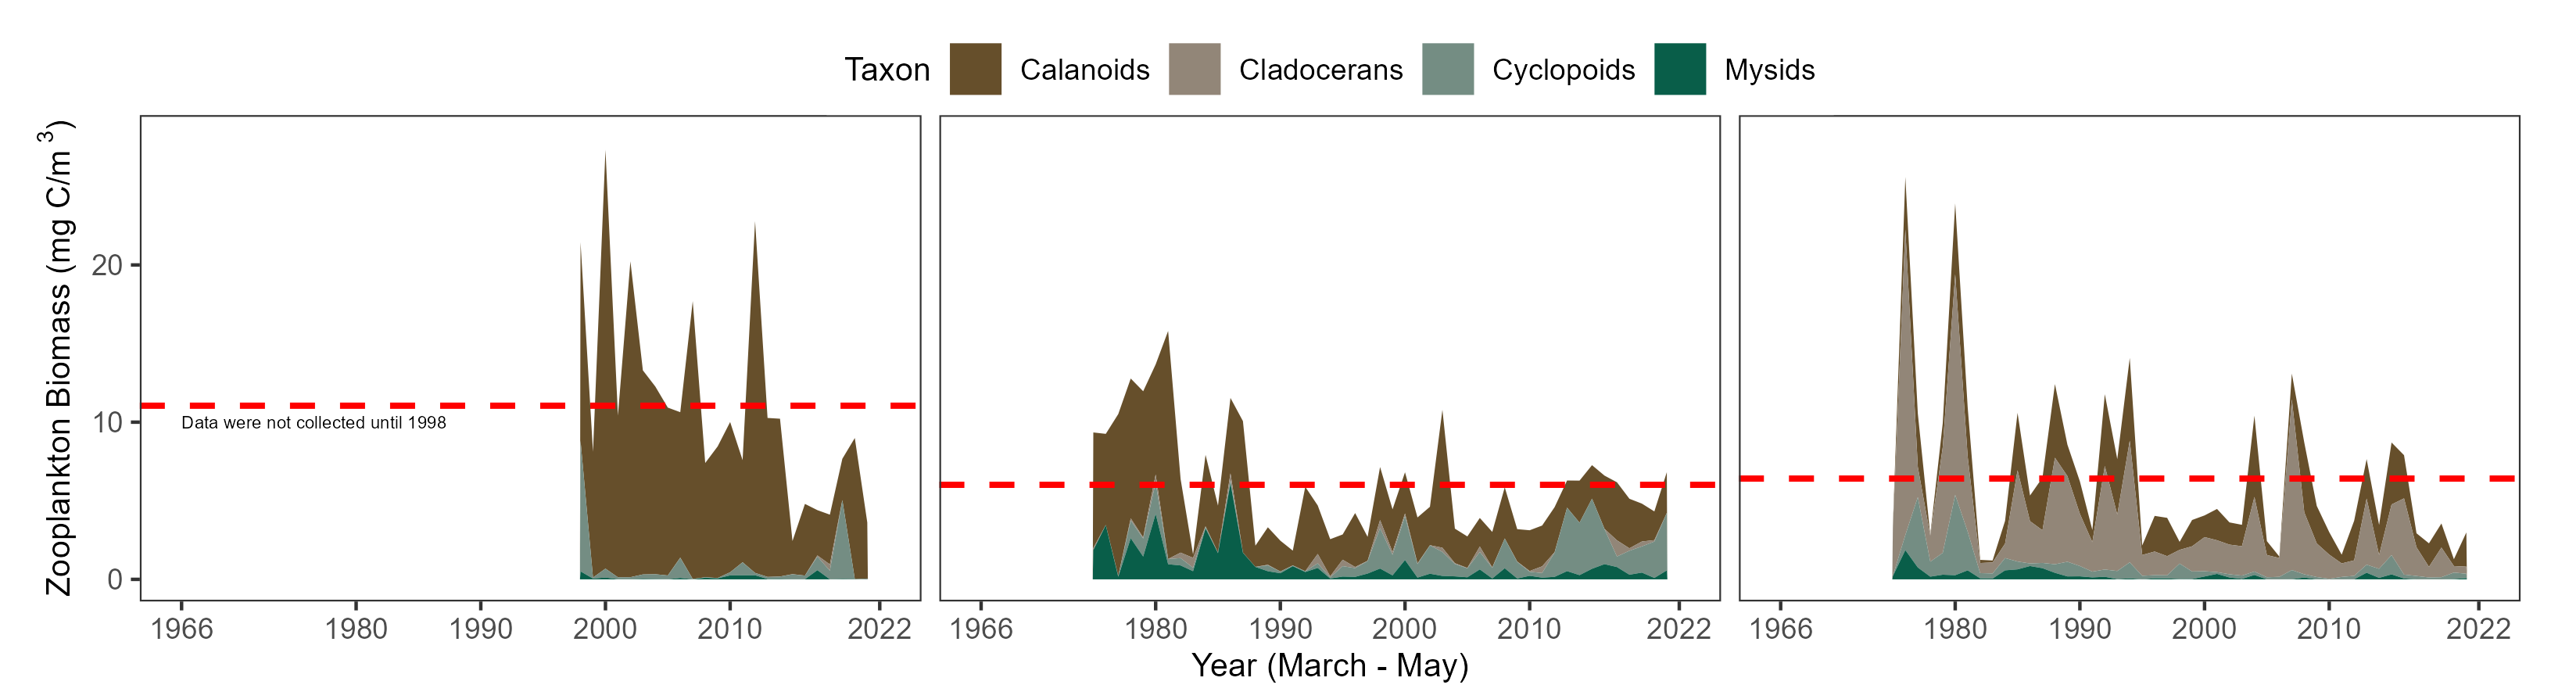 Taxon Calanoids Cladocerans Cyclopoids Mysids
Zooplankton Biomass (mg C/m 3)
20
10
0
Data were not collected until 1998
1966 1980 1990 2000 2010 2022 1966 1980 1990 2000 2010 2022 1966 1980 1990 2000 2010 2022
Year (March - May)